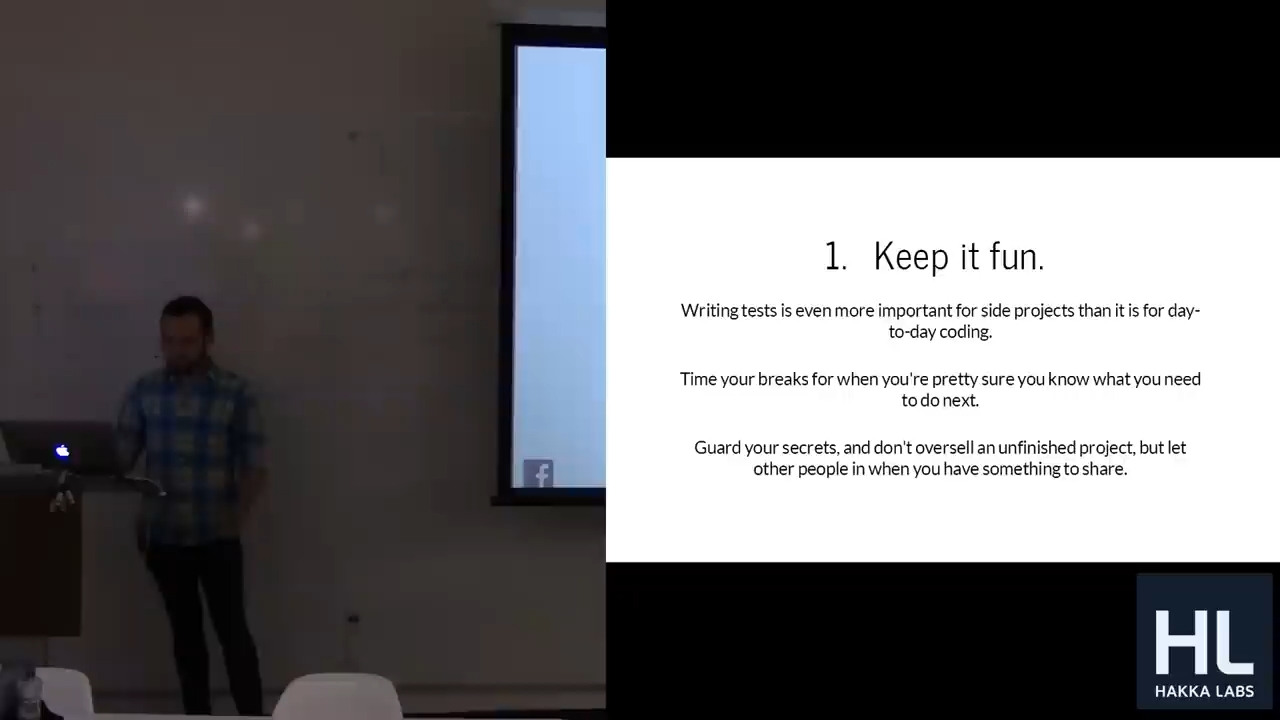 1. Keep it fun.
Writing tests is even more important for side projects than it is for day-
to-day coding.
Time your breaks for when you're pretty sure you know what you need
to do next.
Guard your secrets, and don't oversell an unfinished project, but let
other people in when you have something to share.
f
HL
HAKKA LABS